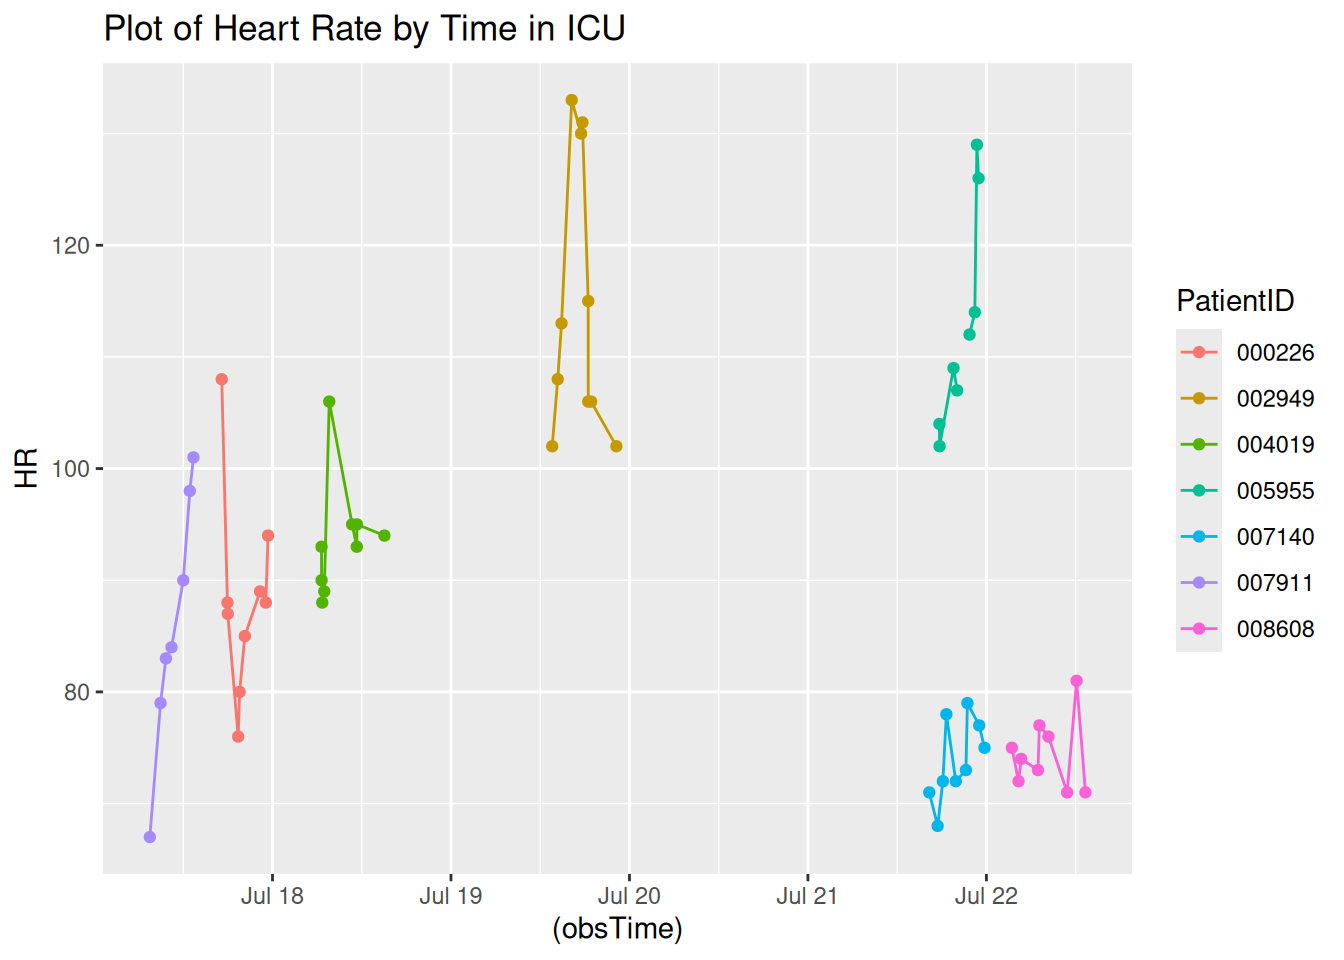 Plot of Heart Rate by Time in ICU
HR
120
100
80
Jul 18
Jul 19
Jul 20
Jul 21
Jul 22
(obsTime)
PatientID
000226
002949
004019
005955
007140
007911
008608